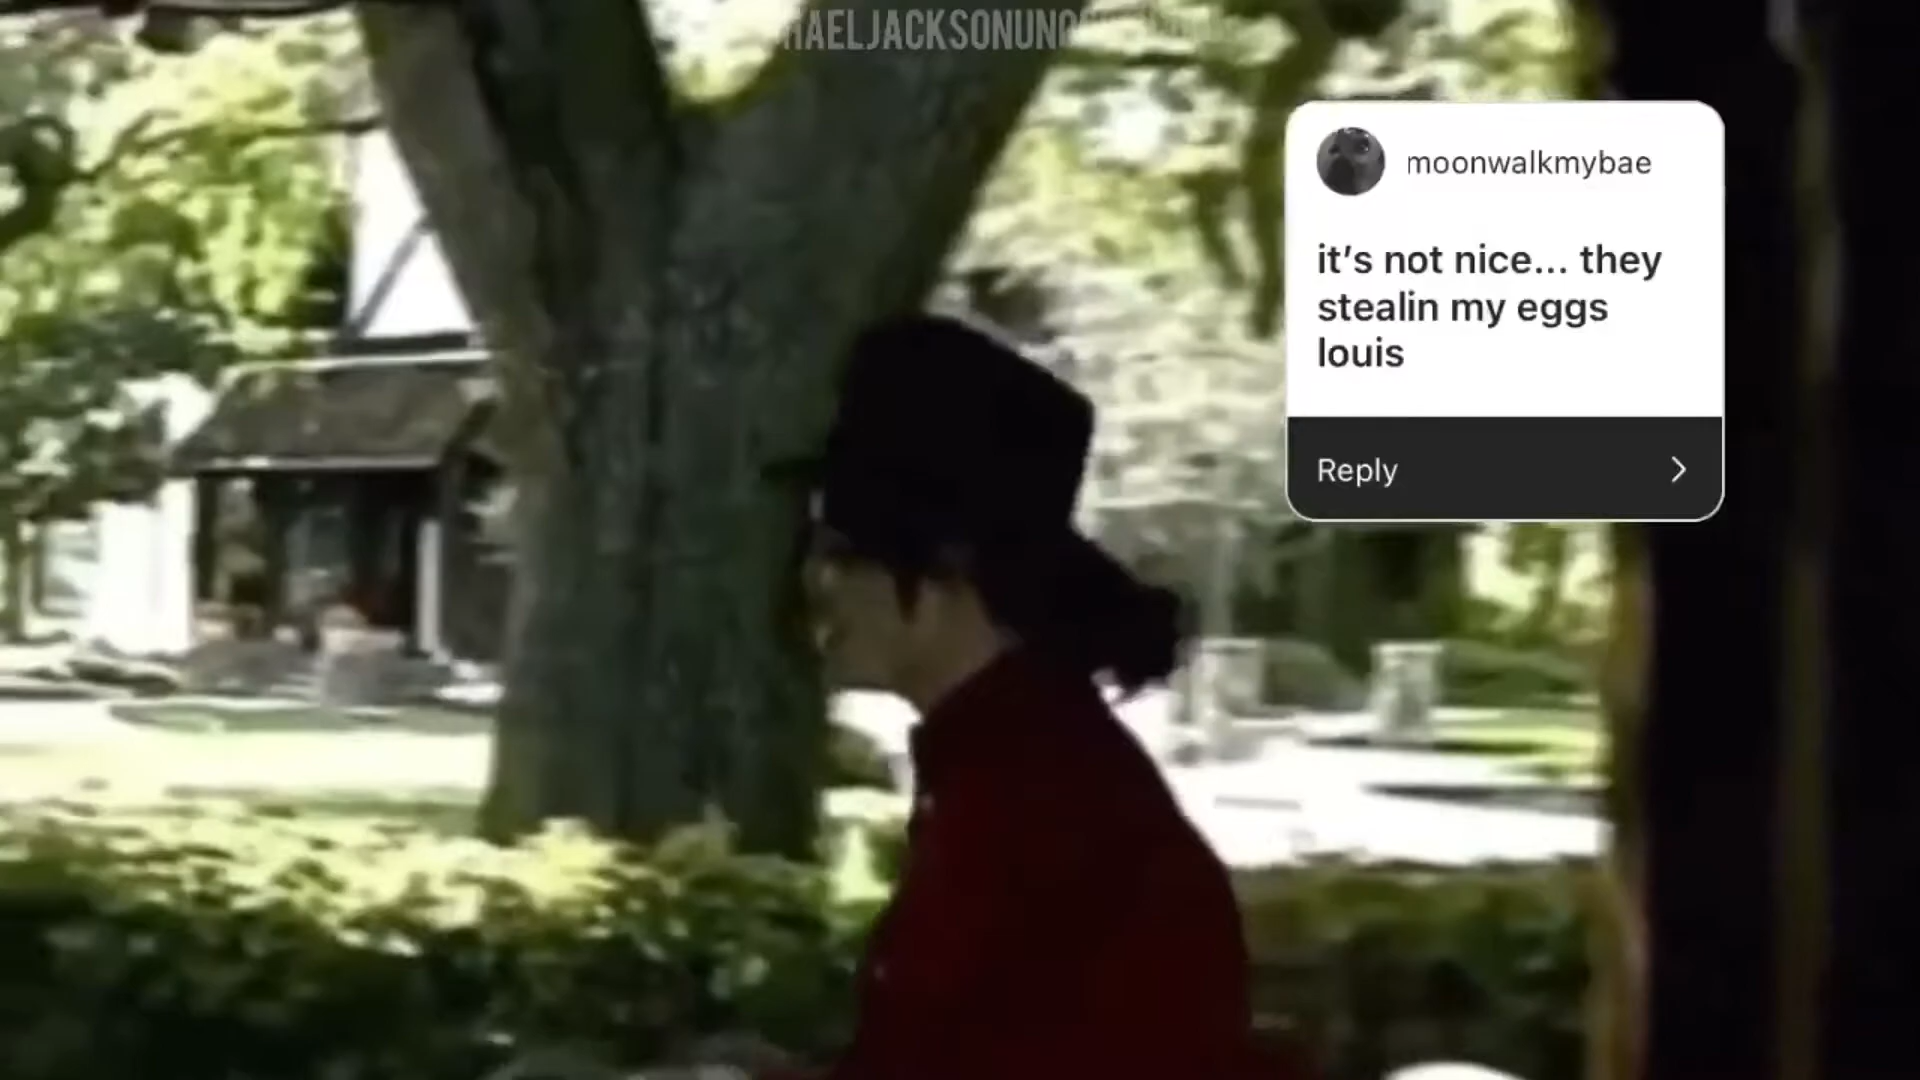 moonwalkmybae
it's not nice... they
stealin my eggs
louis
Reply